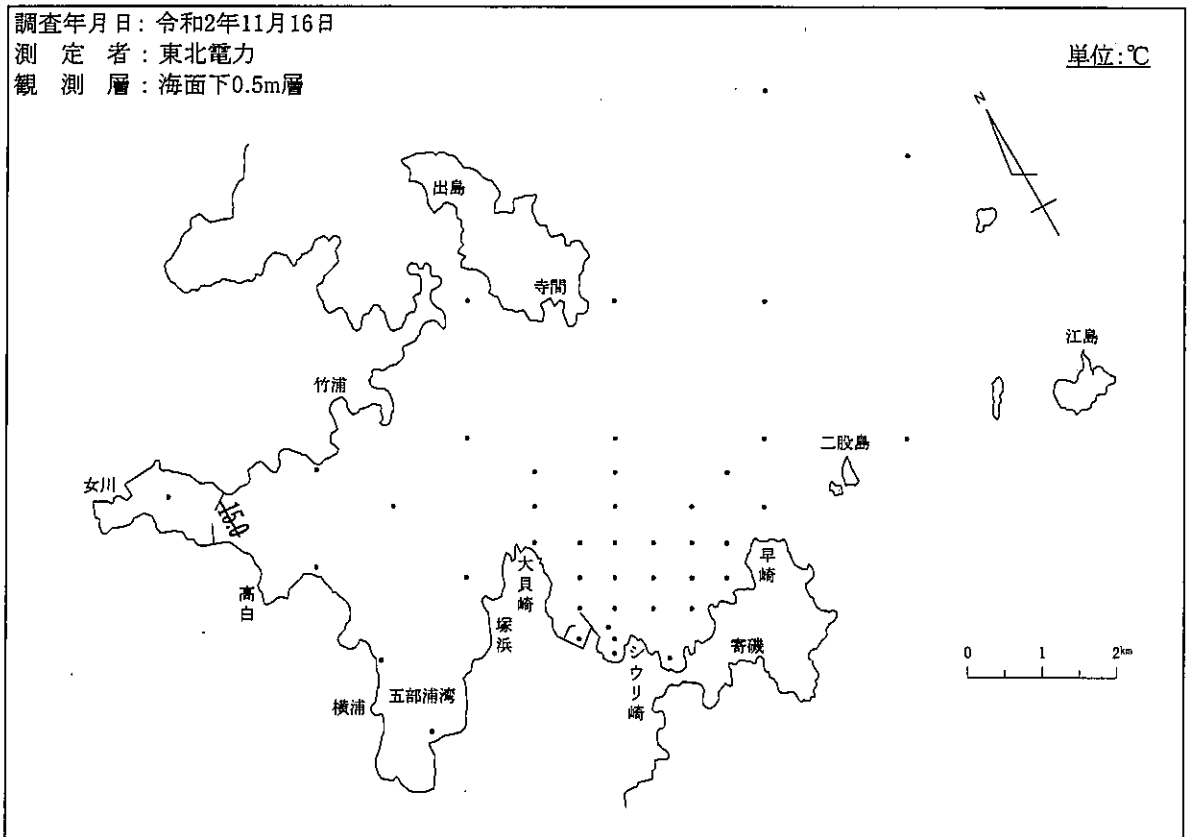 調査年月日：令和2年11月16日
測　定　者：東北電力
観　測　層：海面下0.5m層
単位：℃
N
出島
寺間
江島
竹浦
二股島
女川
15.0
大貝崎
早崎
高白
塚浜
シウリ崎
寄磯
0 1 2km
五部浦湾
横浦